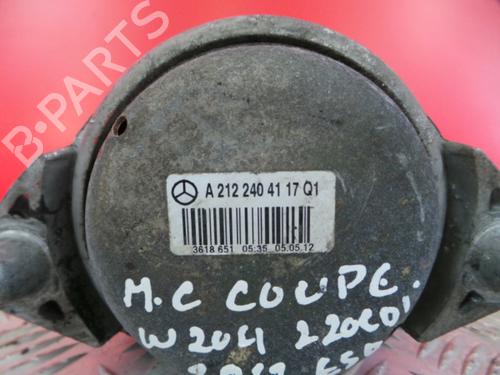 B-PARTS
A 212 240 41 17 Q1
3618 651 05:35 05.05.12
M.C COUPE.
W204 220CDI.